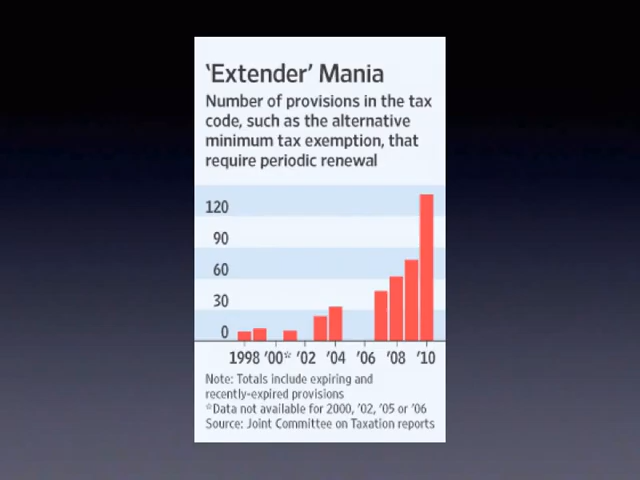 ‘Extender’ Mania
Number of provisions in the tax
code, such as the alternative
minimum tax exemption, that
require periodic renewal
120
90
60
30
0
1998 ’00* ’02 ’04 ’06 ’08 ’10
Note: Totals include expiring and
recently-expired provisions
*Data not available for 2000, ’02, ’05 or ’06
Source: Joint Committee on Taxation reports